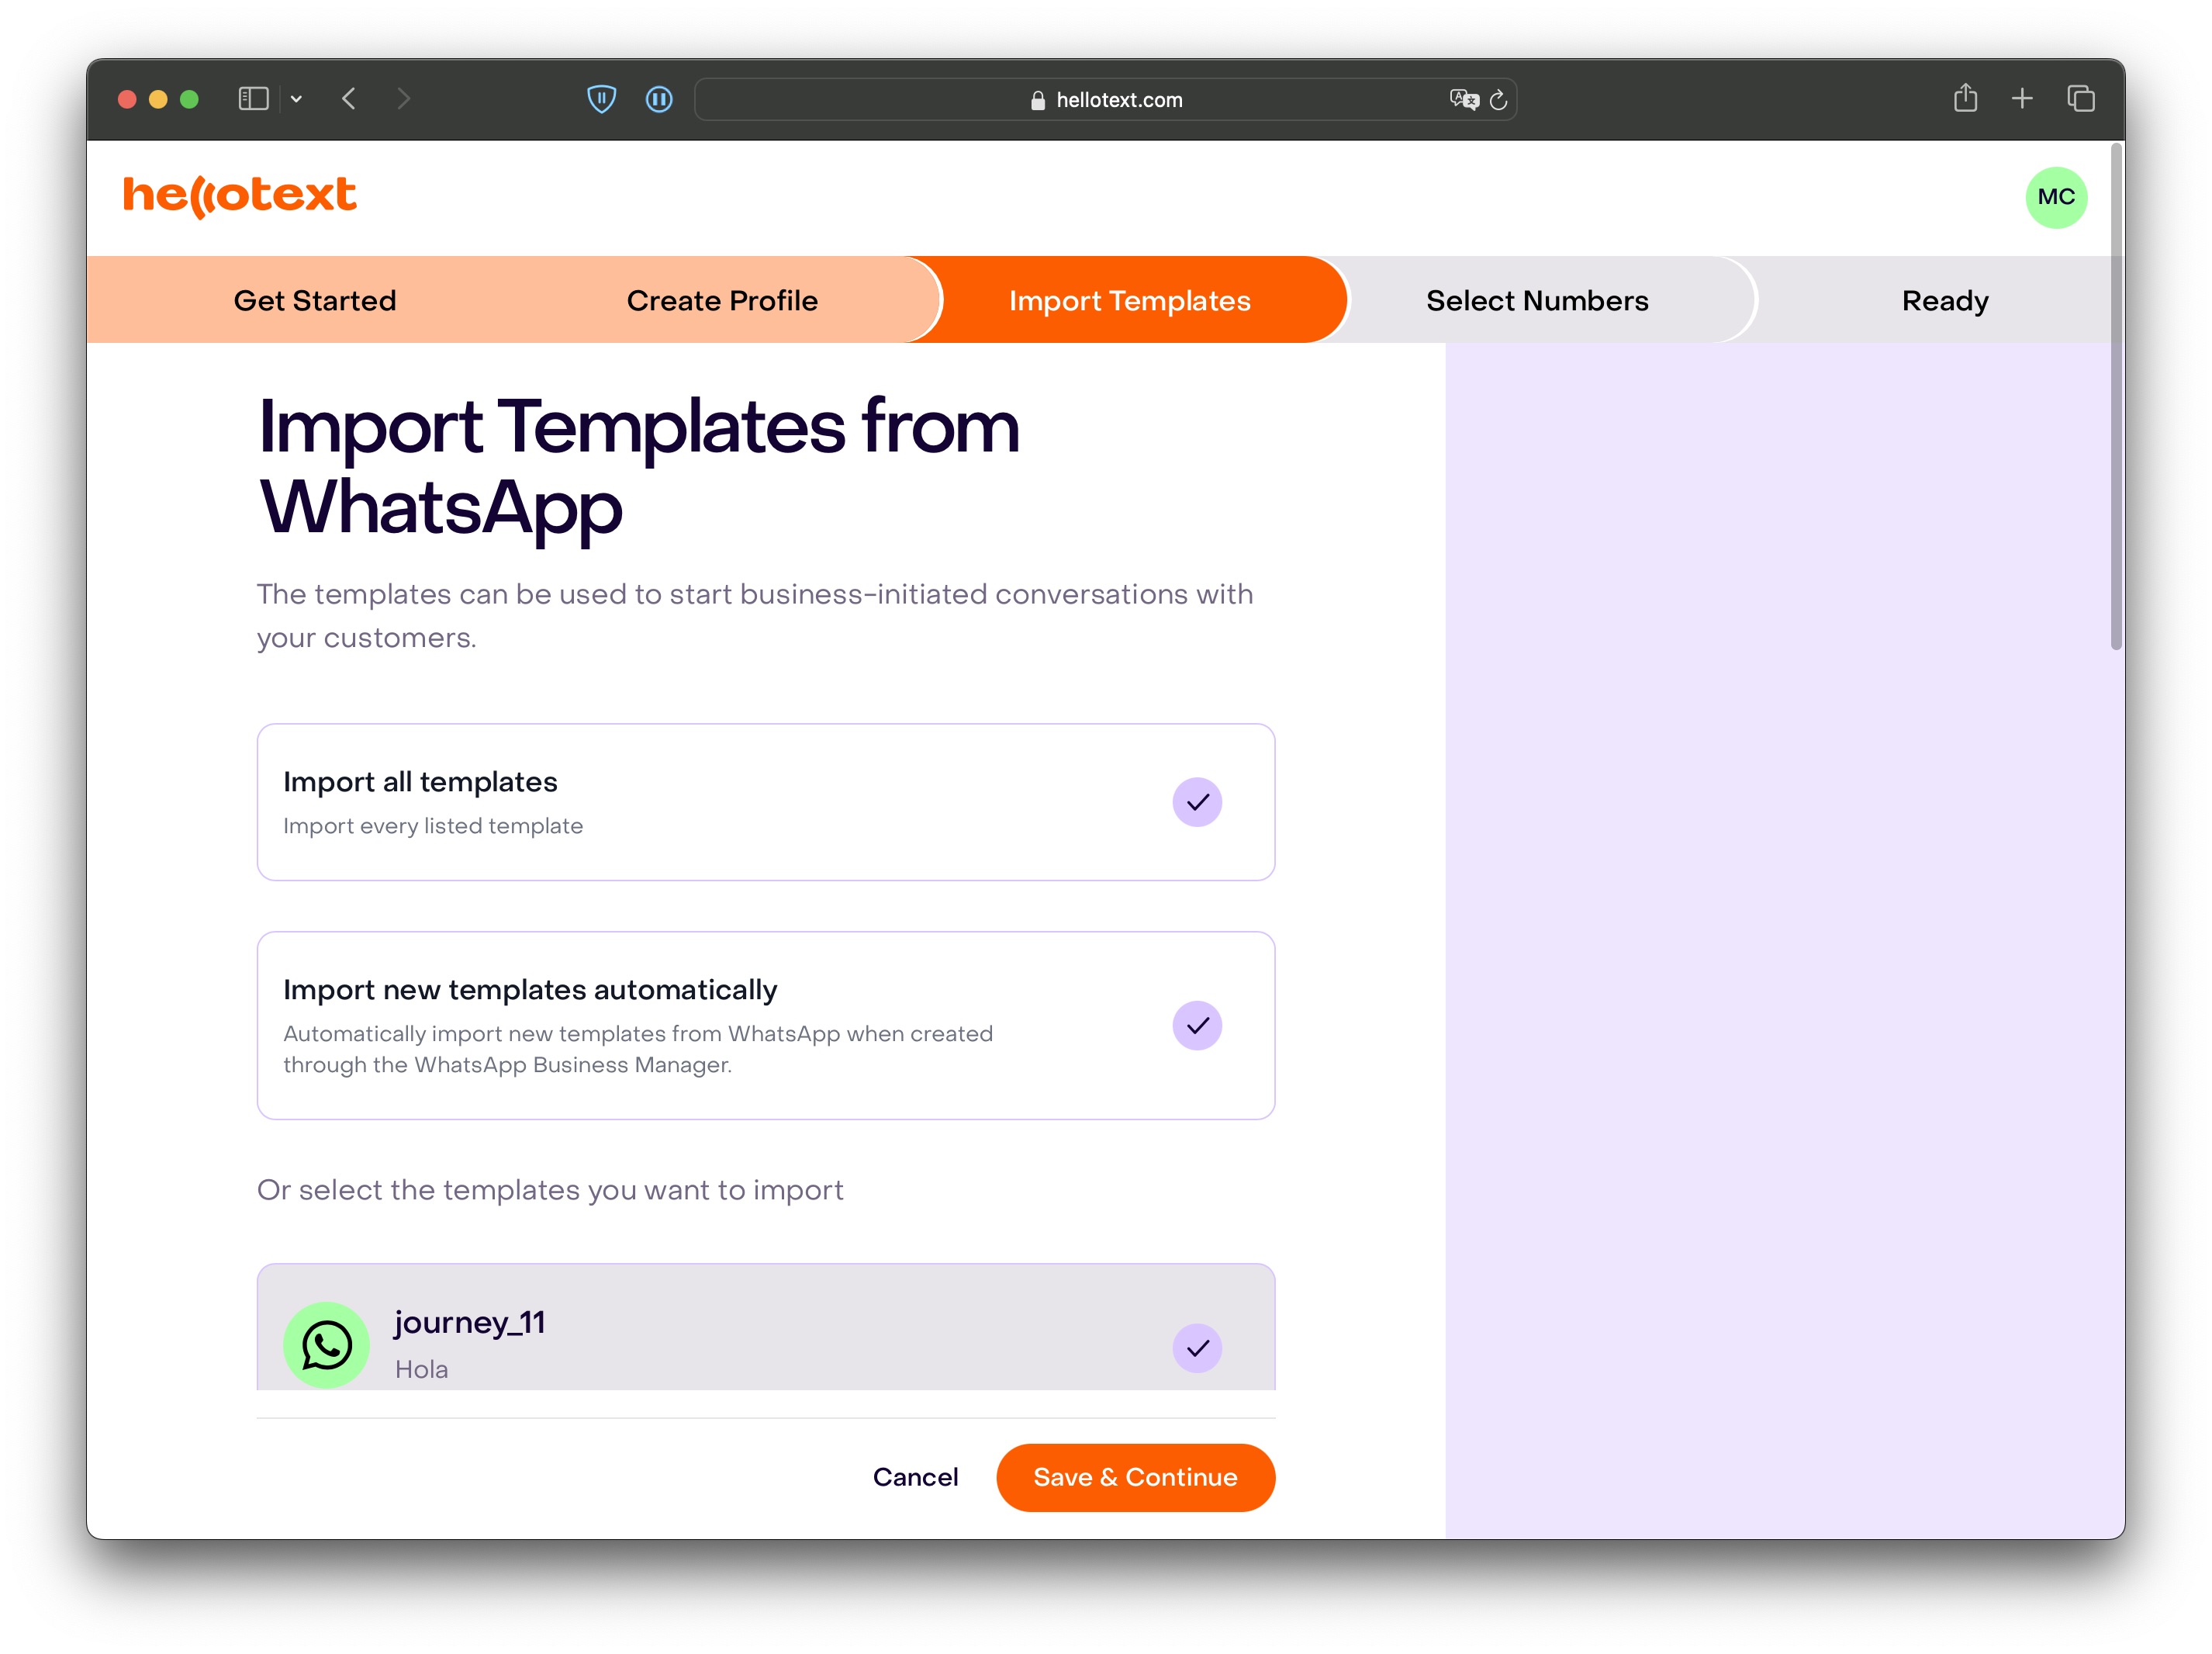 hellotext.com
hellotext
MC
Get Started
Create Profile
Import Templates
Select Numbers
Ready
Import Templates from
WhatsApp
The templates can be used to start business-initiated conversations with
your customers.
Import all templates
Import every listed template
Import new templates automatically
Automatically import new templates from WhatsApp when created
through the WhatsApp Business Manager.
Or select the templates you want to import
journey_11
Hola
Cancel
Save & Continue